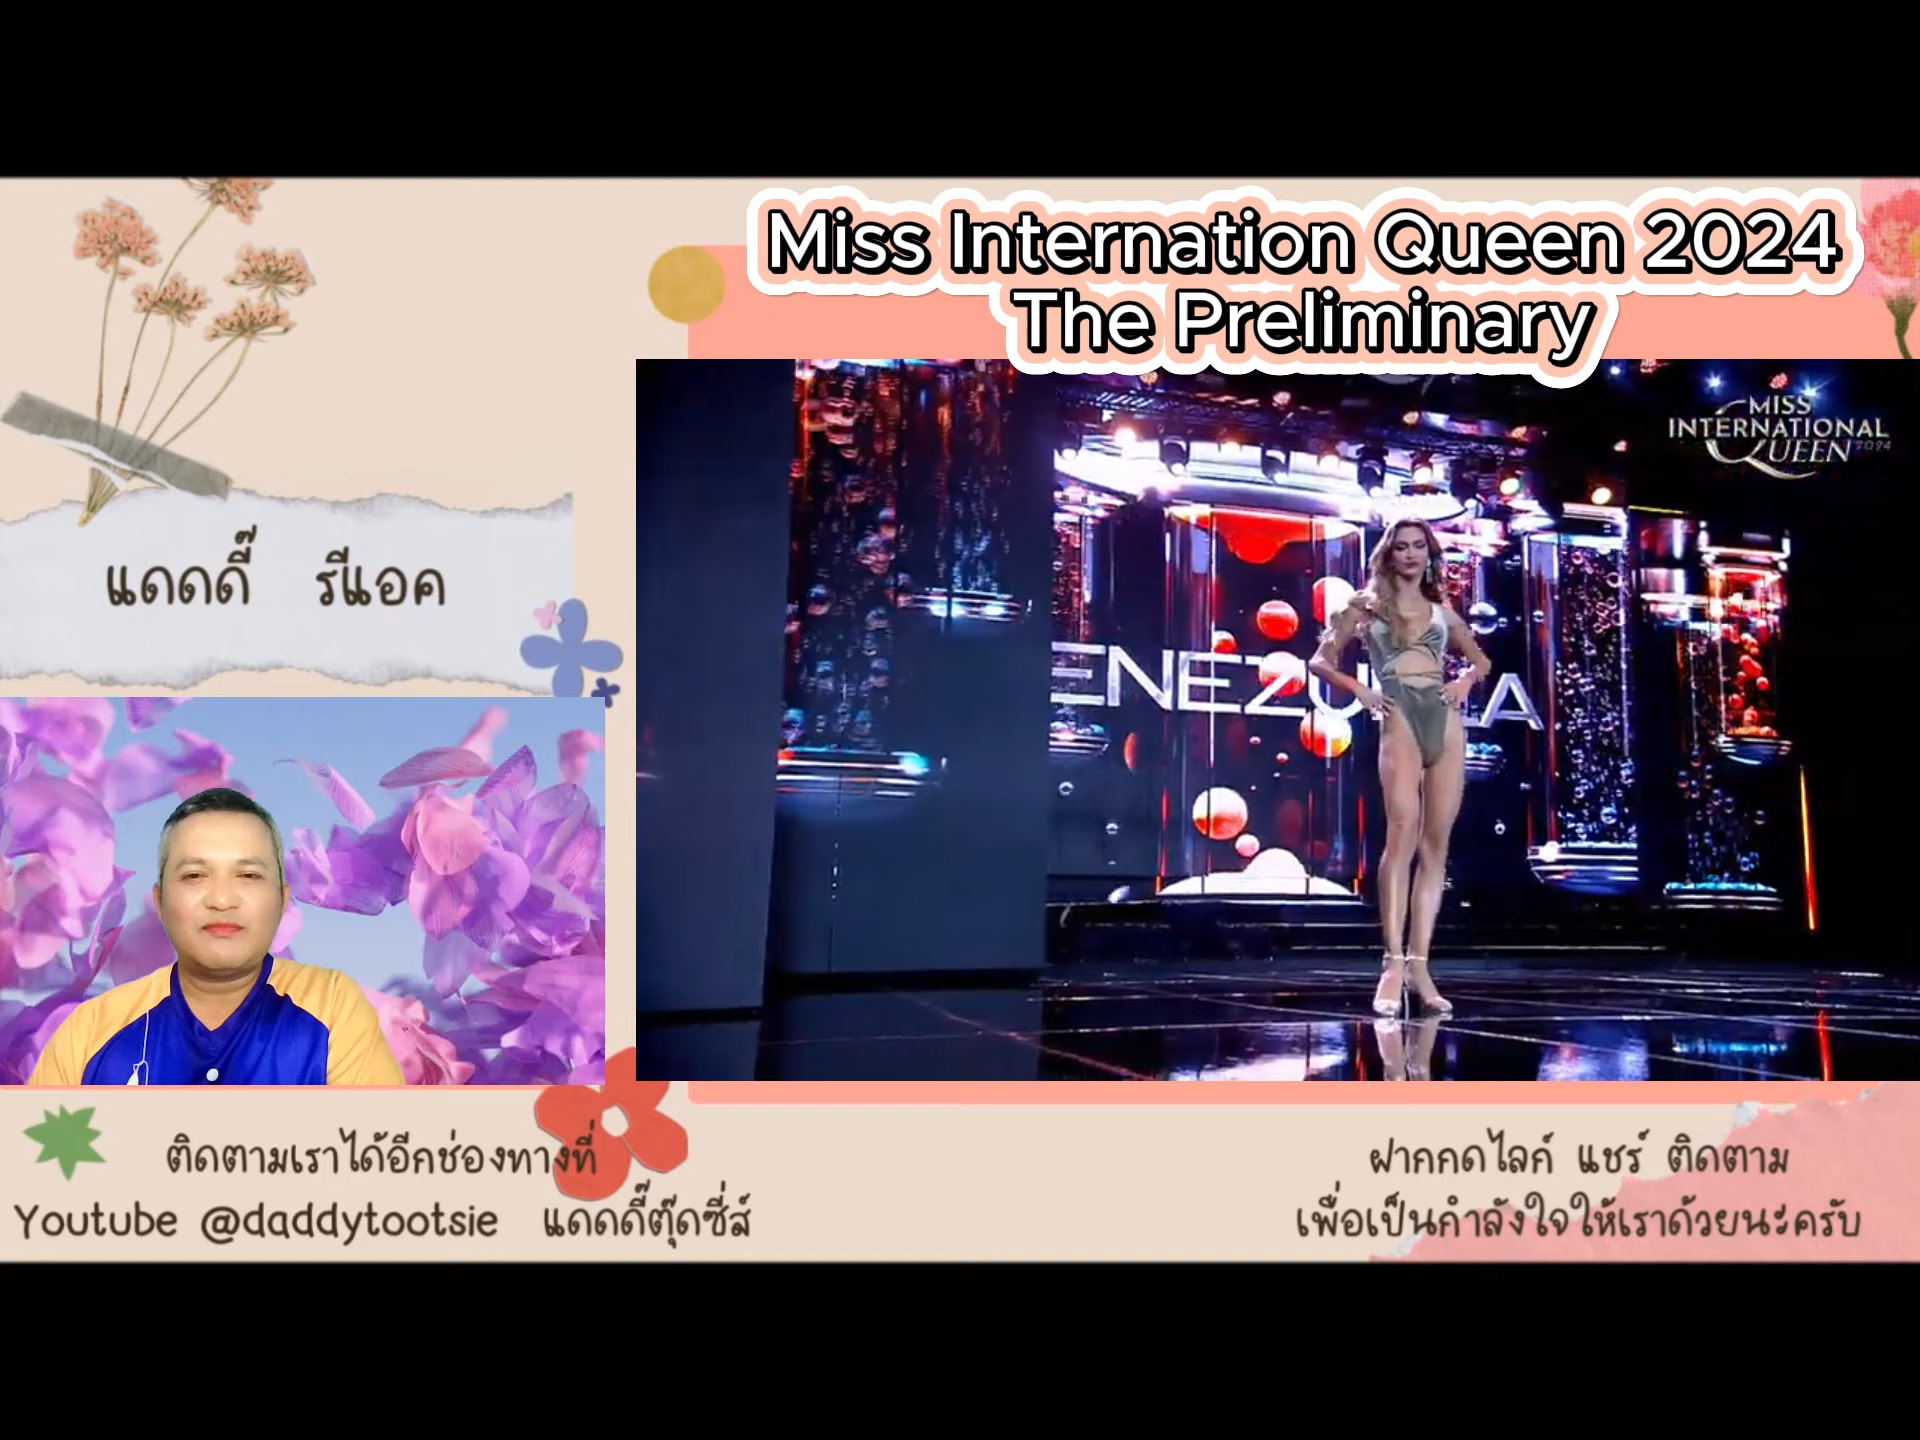 Miss Internation Queen 2024
The Preliminary
MISS
INTERNATIONAL
QUEEN 2024
ENEZU LA
แดดดี๊ รีแอค
ติดตามเราได้อีกช่องทางที่
Youtube @daddytootsie แดดดี๊ตุ๊ดซี่ส์
ฝากกดไลก์ แชร์ ติดตาม
เพื่อเป็นกำลังใจให้เราด้วยนะครับ